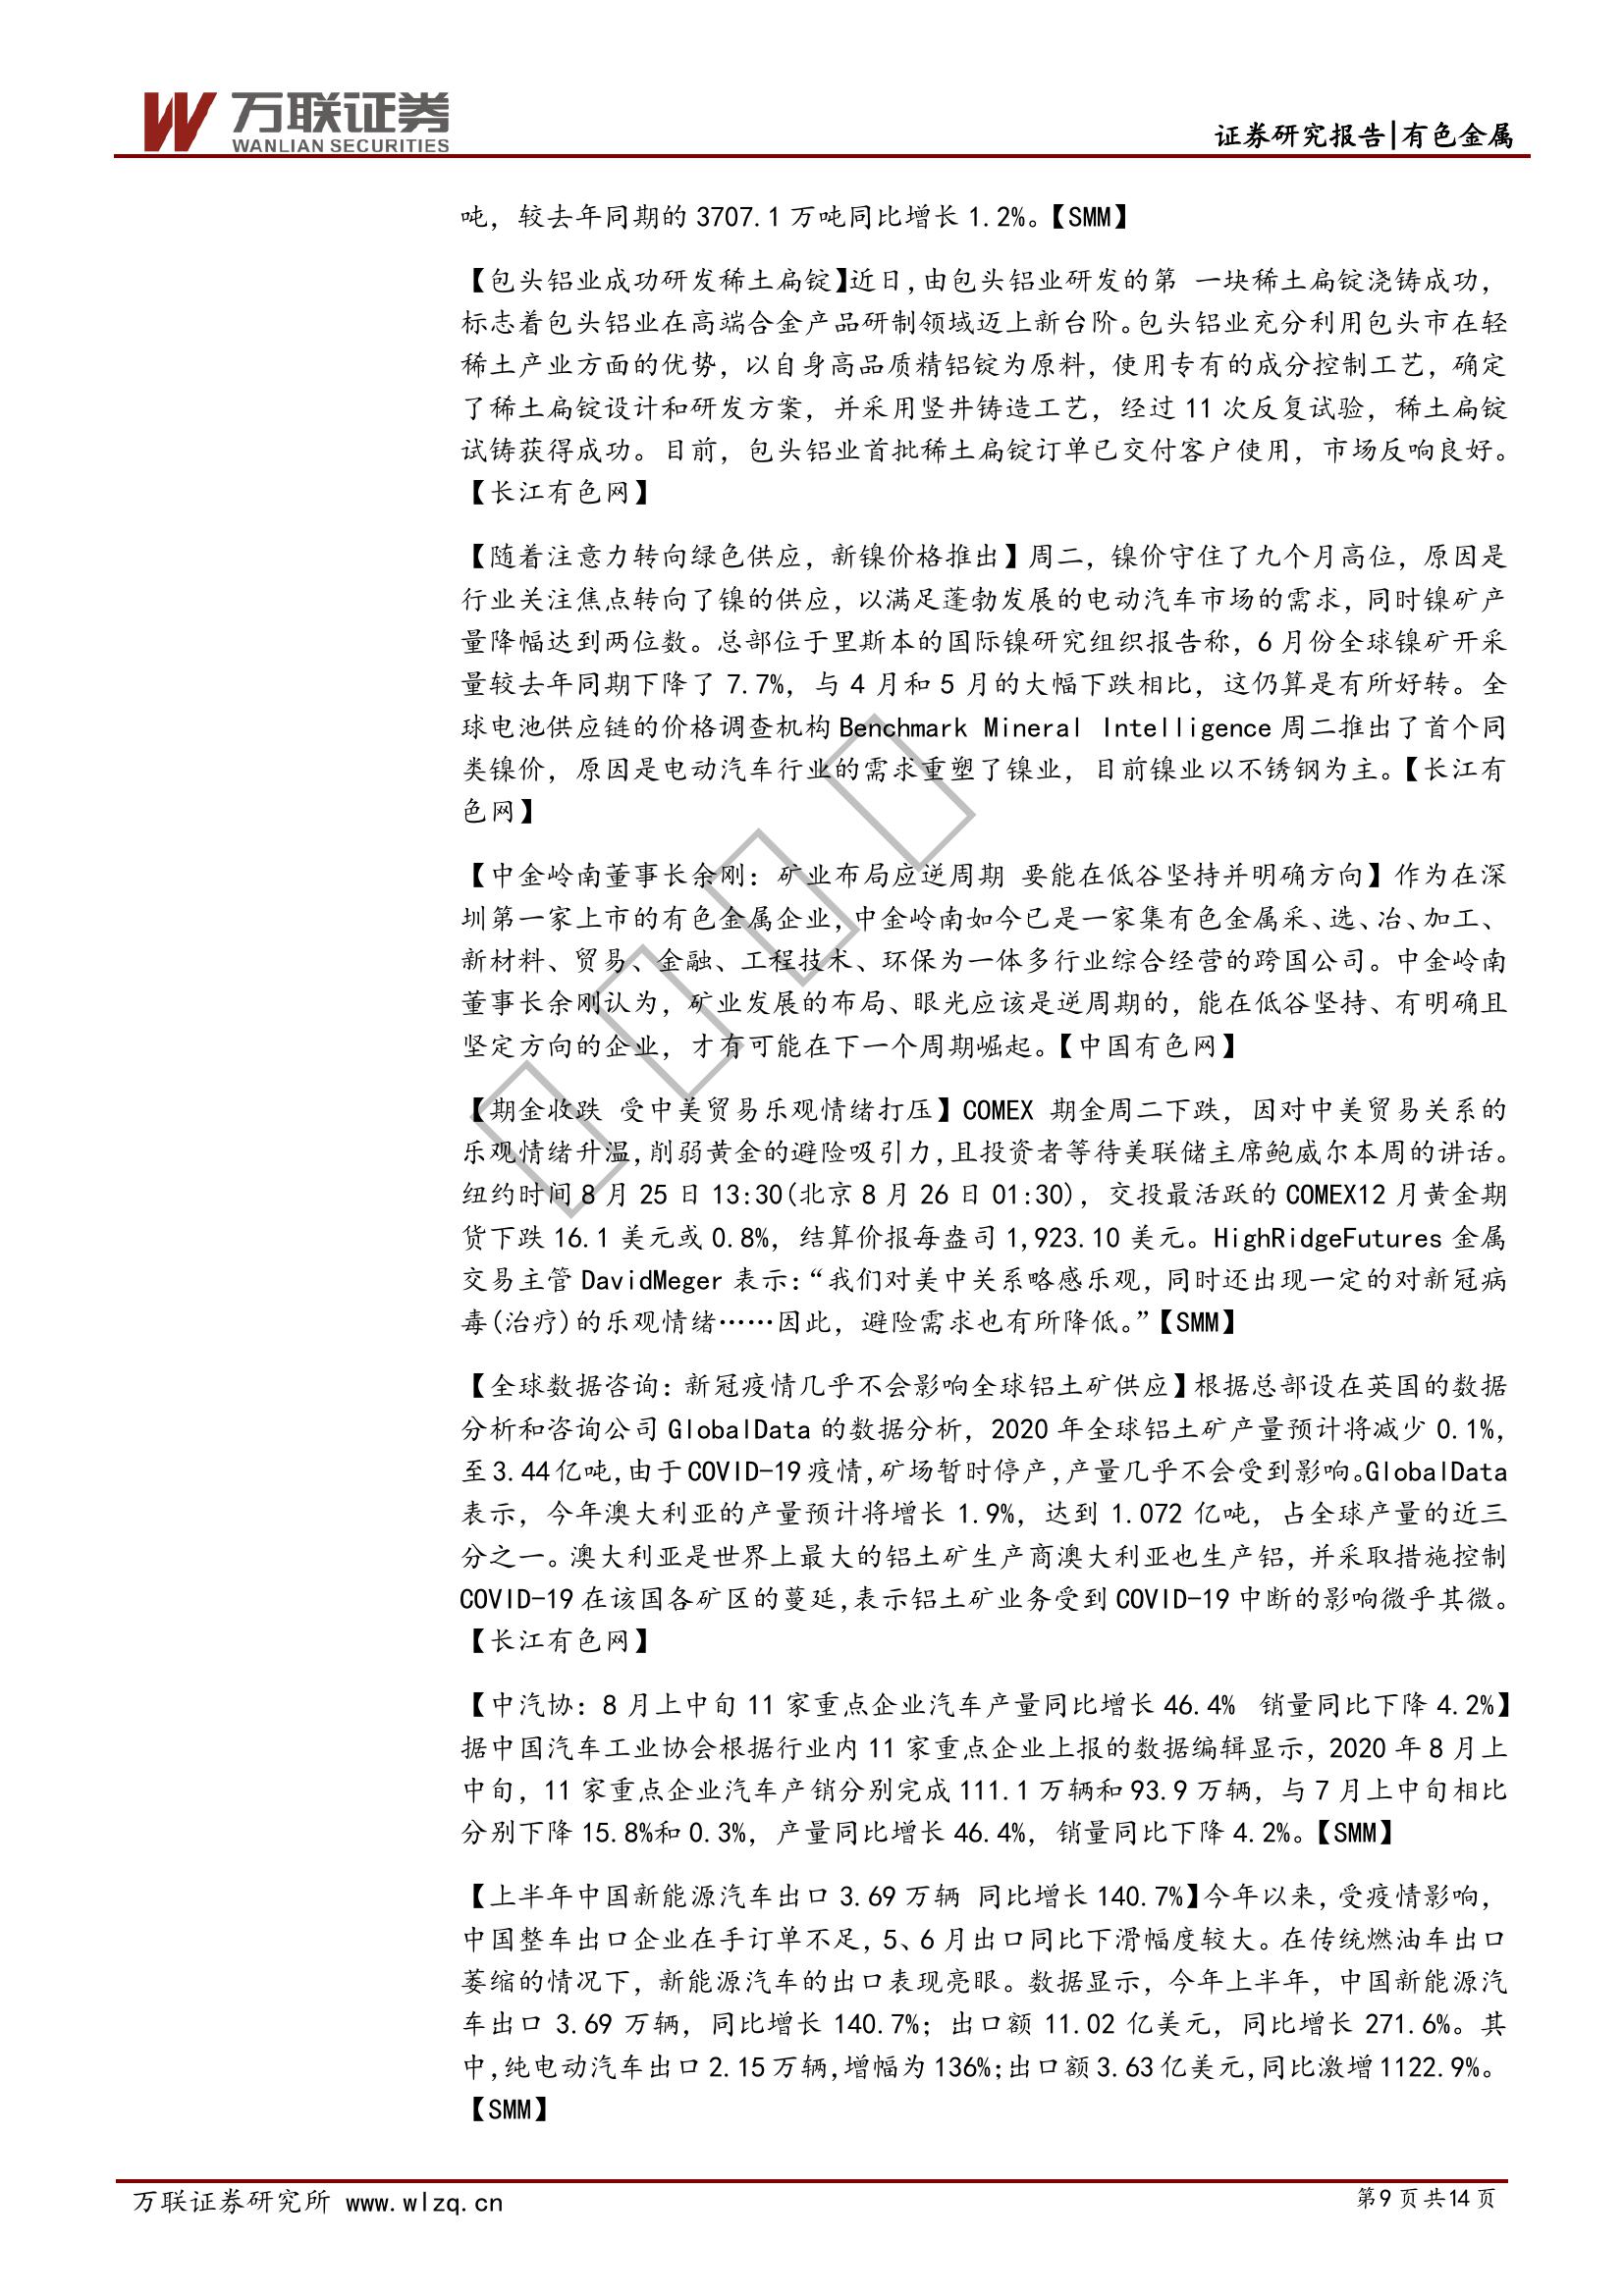 万联证券
WANLIAN SECURITIES
证券研究报告|有色金属
吨，较去年同期的 3707.1 万吨同比增长 1.2%。【SMM】
【包头铝业成功研发稀土扁锭】近日，由包头铝业研发的第 一块稀土扁锭浇铸成功，
标志着包头铝业在高端合金产品研制领域迈上新台阶。包头铝业充分利用包头市在轻
稀土产业方面的优势，以自身高品质精铝锭为原料，使用专有的成分控制工艺，确定
了稀土扁锭设计和研发方案，并采用竖井铸造工艺，经过 11 次反复试验，稀土扁锭
试铸获得成功。目前，包头铝业首批稀土扁锭订单已交付客户使用，市场反响良好。
【长江有色网】
【随着注意力转向绿色供应，新镍价格推出】周二，镍价守住了九个月高位，原因是
行业关注焦点转向了镍的供应，以满足蓬勃发展的电动汽车市场的需求，同时镍矿产
量降幅达到两位数。总部位于里斯本的国际镍研究组织报告称，6 月份全球镍矿开采
量较去年同期下降了 7.7%，与 4 月和 5 月的大幅下跌相比，这仍算是有所好转。全
球电池供应链的价格调查机构 Benchmark Mineral Intelligence 周二推出了首个同
类镍价，原因是电动汽车行业的需求重塑了镍业，目前镍业以不锈钢为主。【长江有
色网】
【中金岭南董事长余刚：矿业布局应逆周期 要能在低谷坚持并明确方向】作为在深
圳第一家上市的有色金属企业，中金岭南如今已是一家集有色金属采、选、冶、加工、
新材料、贸易、金融、工程技术、环保为一体多行业综合经营的跨国公司。中金岭南
董事长余刚认为，矿业发展的布局、眼光应该是逆周期的，能在低谷坚持、有明确且
坚定方向的企业，才有可能在下一个周期崛起。【中国有色网】
【期金收跌 受中美贸易乐观情绪打压】COMEX 期金周二下跌，因对中美贸易关系的
乐观情绪升温，削弱黄金的避险吸引力，且投资者等待美联储主席鲍威尔本周的讲话。
纽约时间 8 月 25 日 13:30(北京 8 月 26 日 01:30)，交投最活跃的 COMEX12 月黄金期
货下跌 16.1 美元或 0.8%，结算价报每盎司 1,923.10 美元。HighRidgeFutures 金属
交易主管 DavidMeger 表示：“我们对美中关系略感乐观，同时还出现一定的对新冠病
毒(治疗)的乐观情绪……因此，避险需求也有所降低。”【SMM】
【全球数据咨询：新冠疫情几乎不会影响全球铝土矿供应】根据总部设在英国的数据
分析和咨询公司 GlobalData 的数据分析，2020 年全球铝土矿产量预计将减少 0.1%，
至 3.44 亿吨，由于 COVID-19 疫情，矿场暂时停产，产量几乎不会受到影响。GlobalData
表示，今年澳大利亚的产量预计将增长 1.9%，达到 1.072 亿吨，占全球产量的近三
分之一。澳大利亚是世界上最大的铝土矿生产商澳大利亚也生产铝，并采取措施控制
COVID-19 在该国各矿区的蔓延，表示铝土矿业务受到 COVID-19 中断的影响微乎其微。
【长江有色网】
【中汽协：8 月上中旬 11 家重点企业汽车产量同比增长 46.4% 销量同比下降 4.2%】
据中国汽车工业协会根据行业内 11 家重点企业上报的数据编辑显示，2020 年 8 月上
中旬，11 家重点企业汽车产销分别完成 111.1 万辆和 93.9 万辆，与 7 月上中旬相比
分别下降 15.8%和 0.3%，产量同比增长 46.4%，销量同比下降 4.2%。【SMM】
【上半年中国新能源汽车出口 3.69 万辆 同比增长 140.7%】今年以来，受疫情影响，
中国整车出口企业在手订单不足，5、6 月出口同比下滑幅度较大。在传统燃油车出口
萎缩的情况下，新能源汽车的出口表现亮眼。数据显示，今年上半年，中国新能源汽
车出口 3.69 万辆，同比增长 140.7%；出口额 11.02 亿美元，同比增长 271.6%。其
中，纯电动汽车出口 2.15 万辆，增幅为 136%；出口额 3.63 亿美元，同比激增 1122.9%。
【SMM】
万联证券研究所 www.wlzq.cn
第 9 页 共 14 页